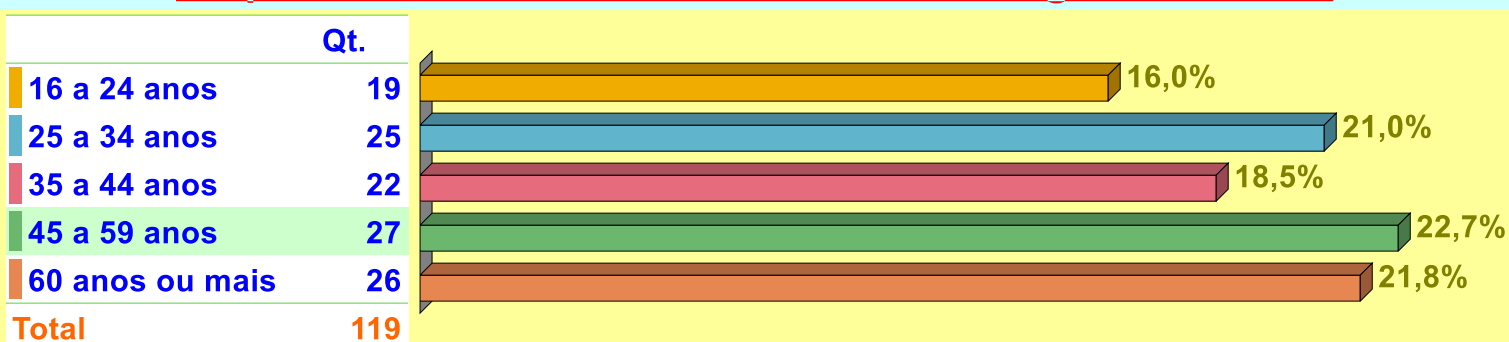 Qt.
16 a 24 anos 19 16,0%
25 a 34 anos 25 21,0%
35 a 44 anos 22 18,5%
45 a 59 anos 27 22,7%
60 anos ou mais 26 21,8%
Total 119